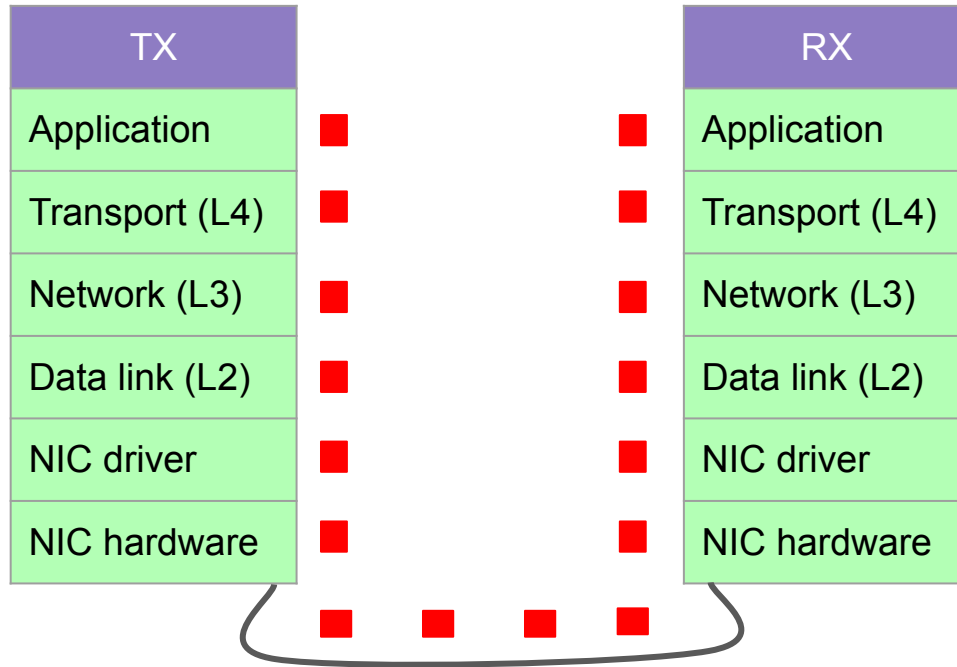 TX
Application
Transport (L4)
Network (L3)
Data link (L2)
NIC driver
NIC hardware
RX
Application
Transport (L4)
Network (L3)
Data link (L2)
NIC driver
NIC hardware